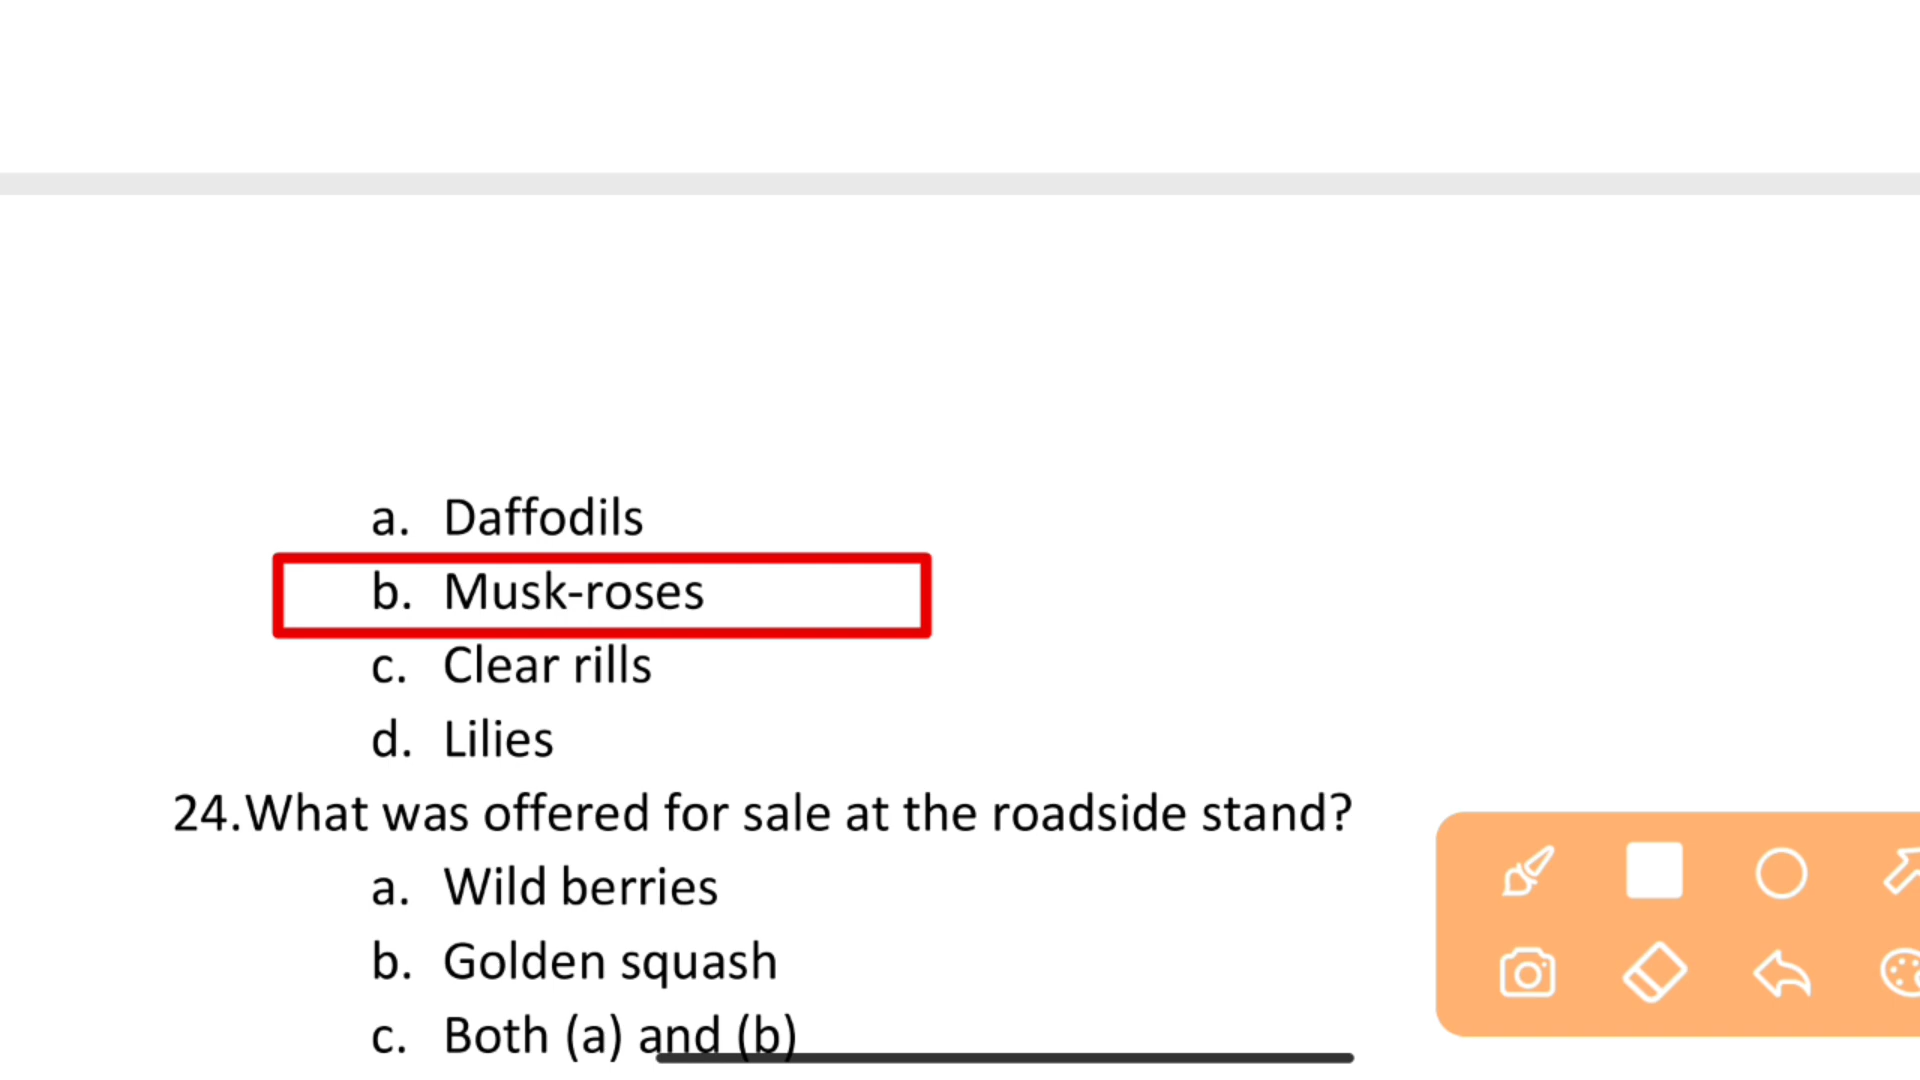 a. Daffodils
b. Musk-roses
c. Clear rills
d. Lilies
24.What was offered for sale at the roadside stand?
a. Wild berries
b. Golden squash
c. Both (a) and (b)